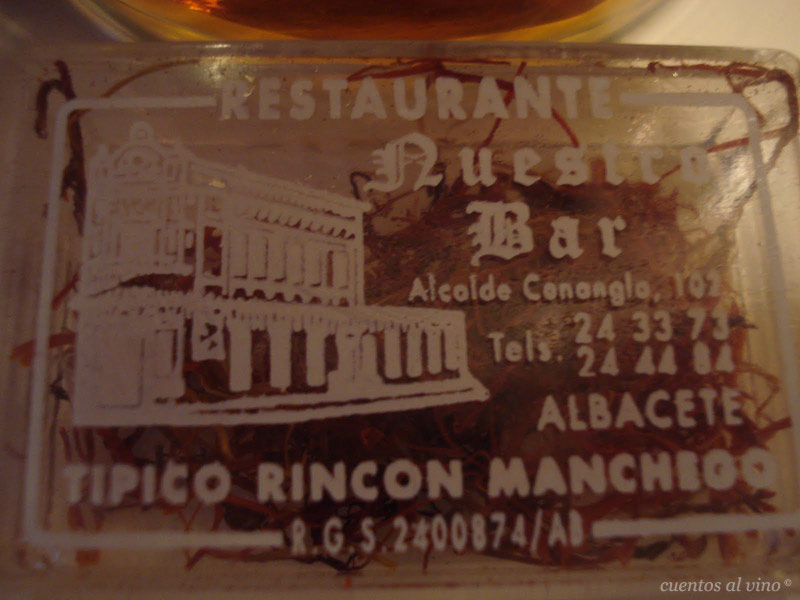 RESTAURANTE
Nuestro
Bar
Alcalde Conangla, 102
Tels. 24 33 73
24 44 84
ALBACETE
TIPICO RINCON MANCHEGO
R.G.S. 2400874/AB
cuentos al vino ©